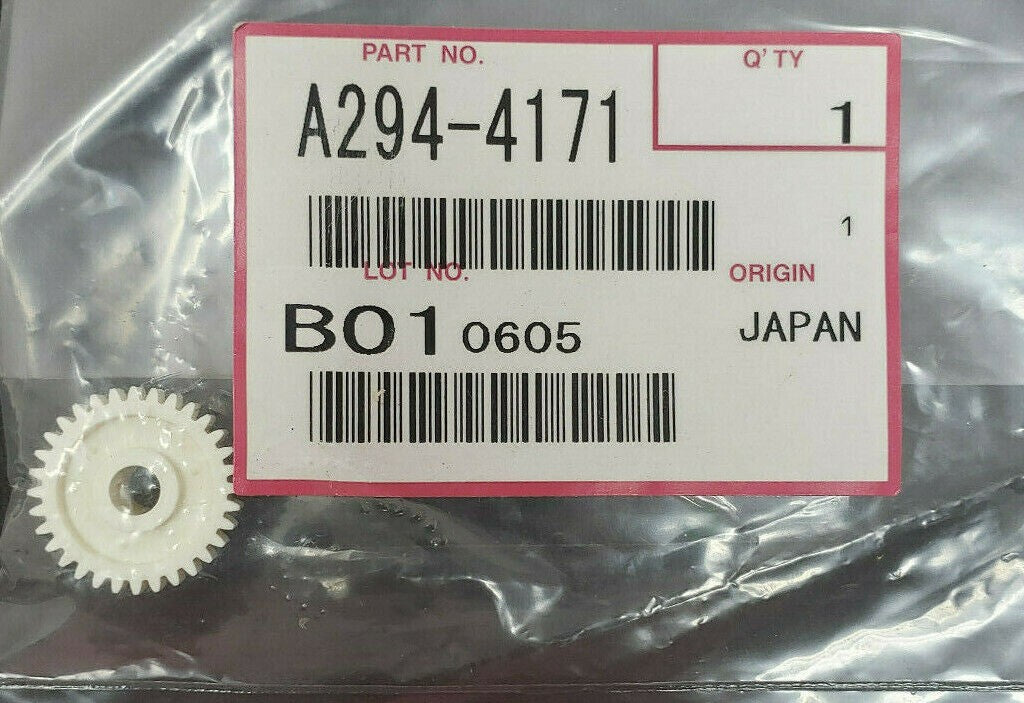 PART NO.
Q'TY
A294-4171
1
1
LOT NO.
ORIGIN
B01 0605
JAPAN